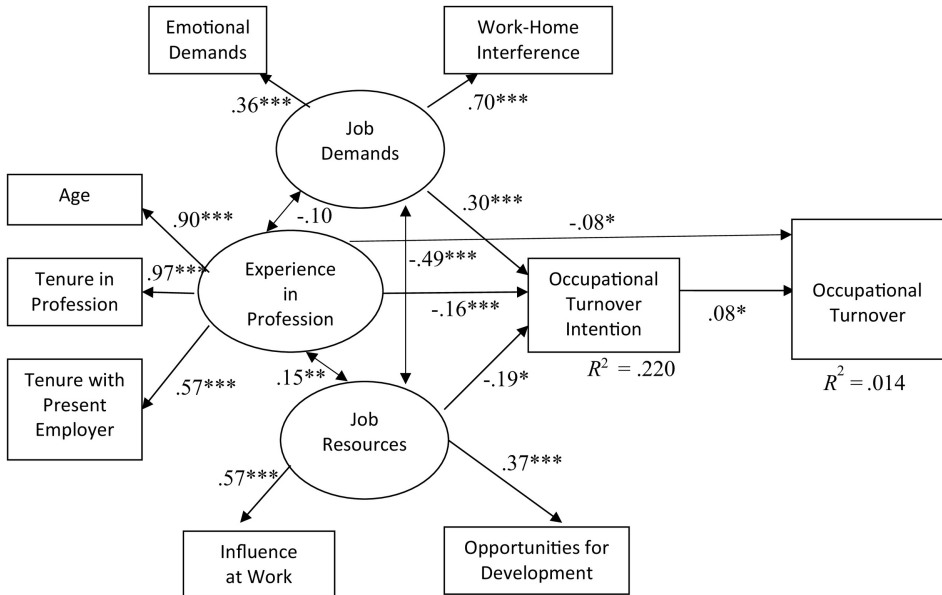 Emotional
Demands
Work-Home
Interference
.36***
.70***
Job
Demands
Age
.90***
-.10
.30***
-.08*
Tenure in
Profession
.97***
Experience
in
Profession
-.49***
-.16***
Occupational
Turnover
Intention
.08*
Occupational
Turnover
R² = .220
R² = .014
Tenure with
Present
Employer
.57***
.15**
-.19*
Job
Resources
.57***
.37***
Influence
at Work
Opportunities for
Development